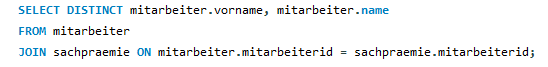 SELECT DISTINCT mitarbeiter.vorname, mitarbeiter.name
FROM mitarbeiter
JOIN sachpraemie ON mitarbeiter.mitarbeiterid = sachpraemie.mitarbeiterid;